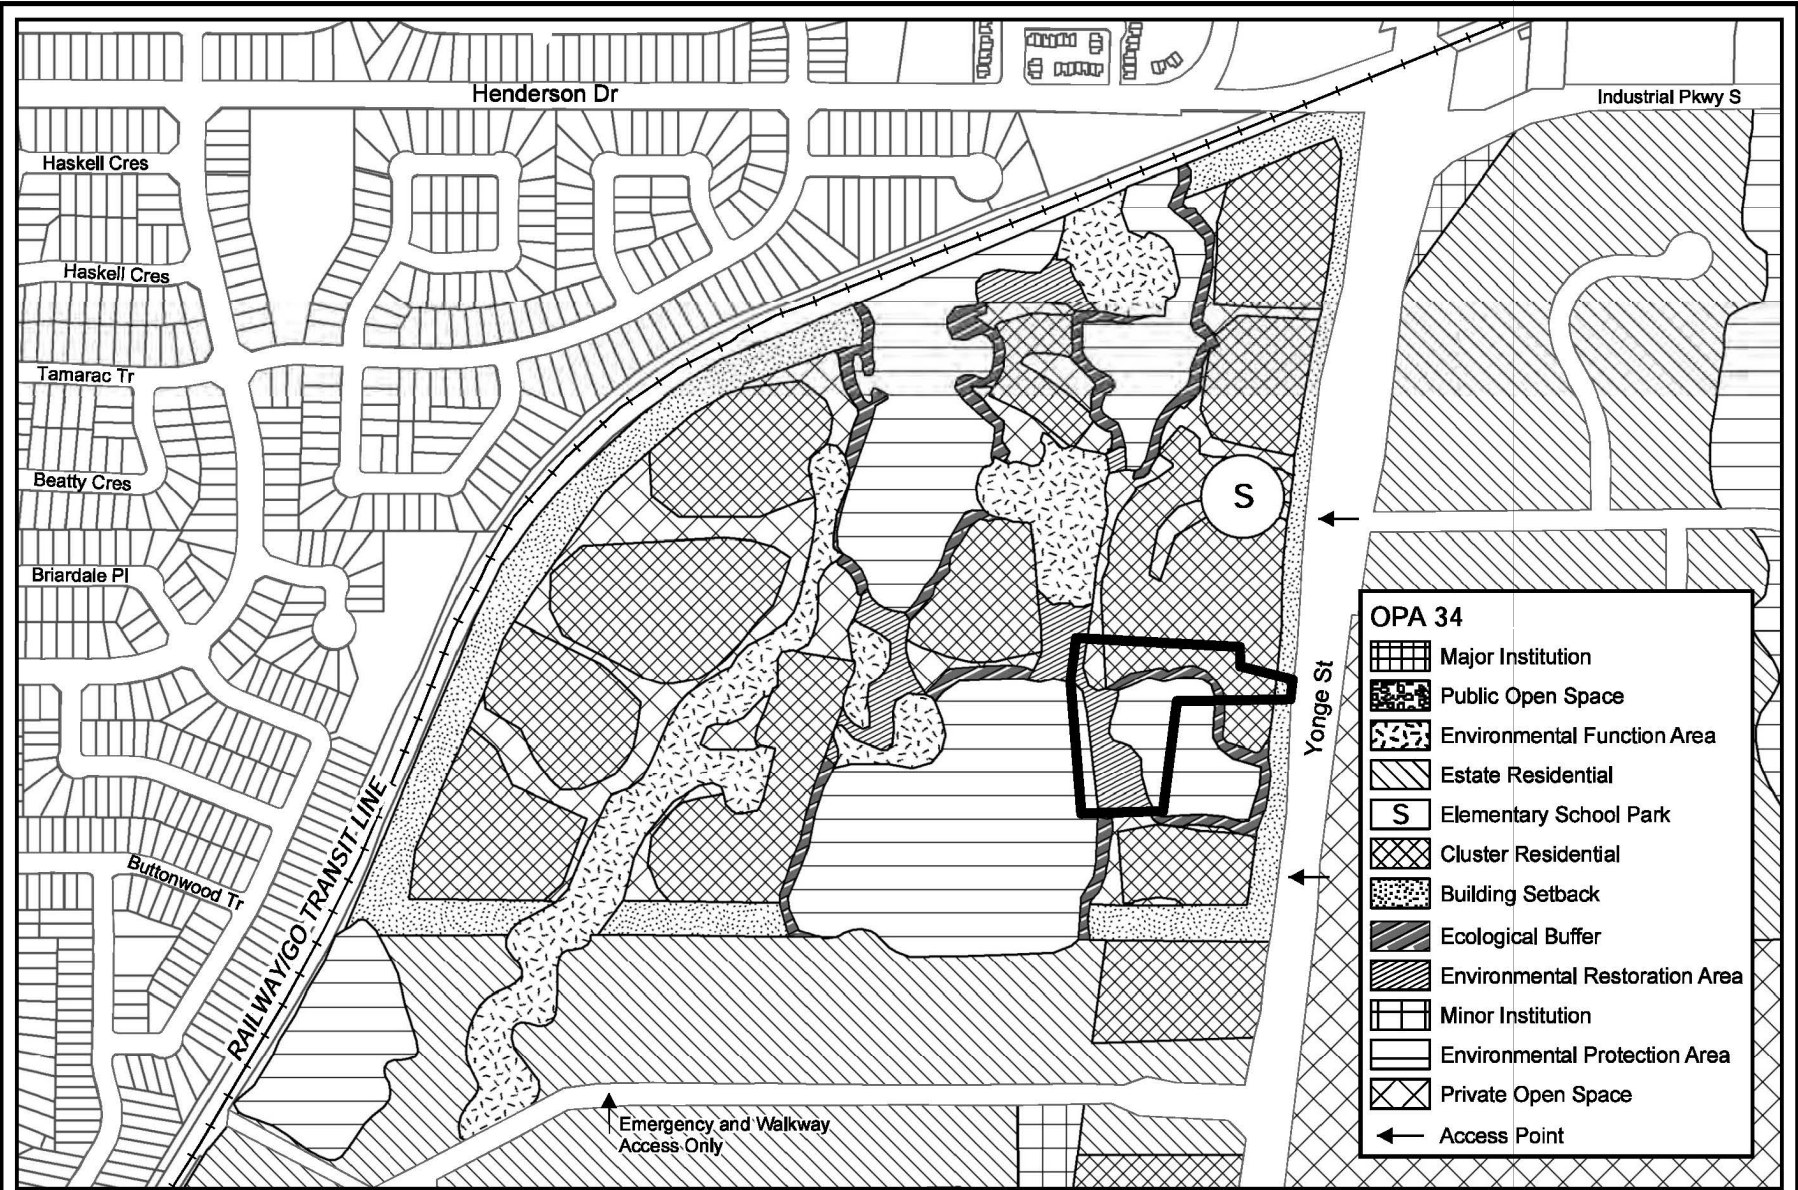 Henderson Dr
Industrial Pkwy S
Haskell Cres
Haskell Cres
Tamarac Tr
Beatty Cres
S
Briardale Pl
OPA 34
Major Institution
Public Open Space
Environmental Function Area
Estate Residential
S Elementary School Park
Cluster Residential
Building Setback
Ecological Buffer
Environmental Restoration Area
Minor Institution
Environmental Protection Area
Private Open Space
Access Point
Yonge St
RAILWAY/GO TRANSIT LINE
Buttonwood Tr
Emergency and Walkway
Access Only